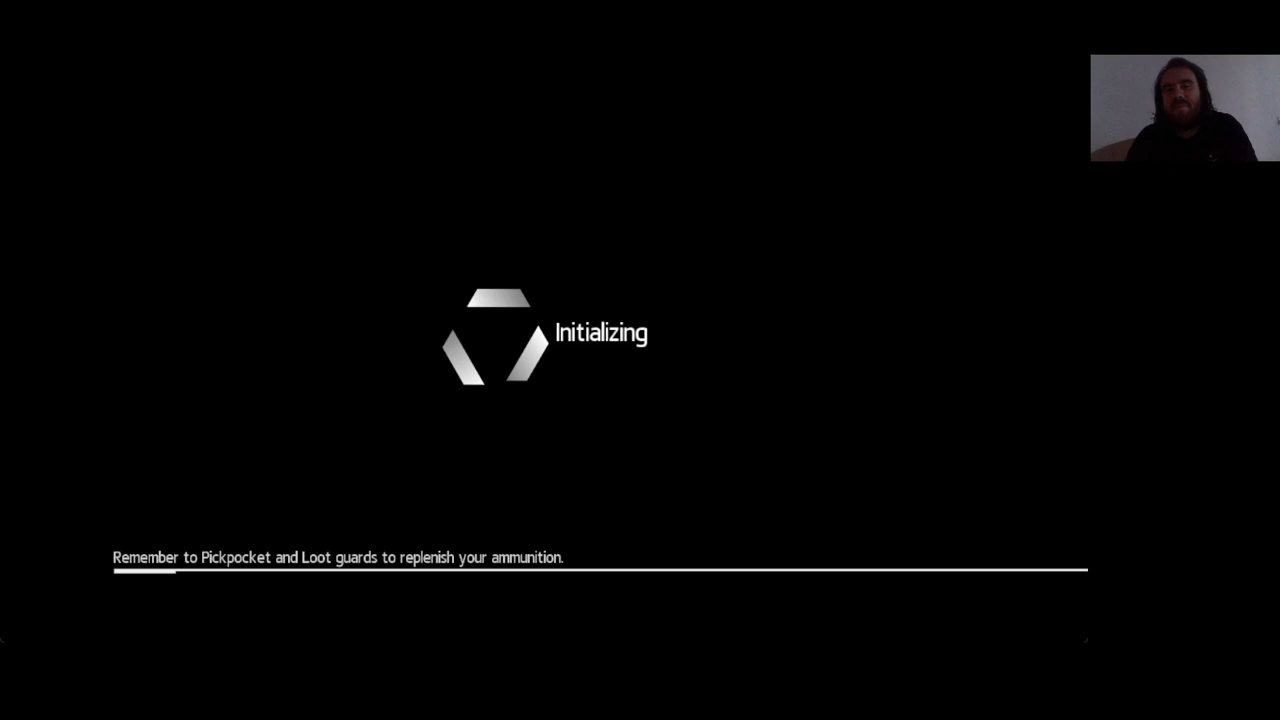 Initializing
Remember to Pickpocket and Loot guards to replenish your ammunition.